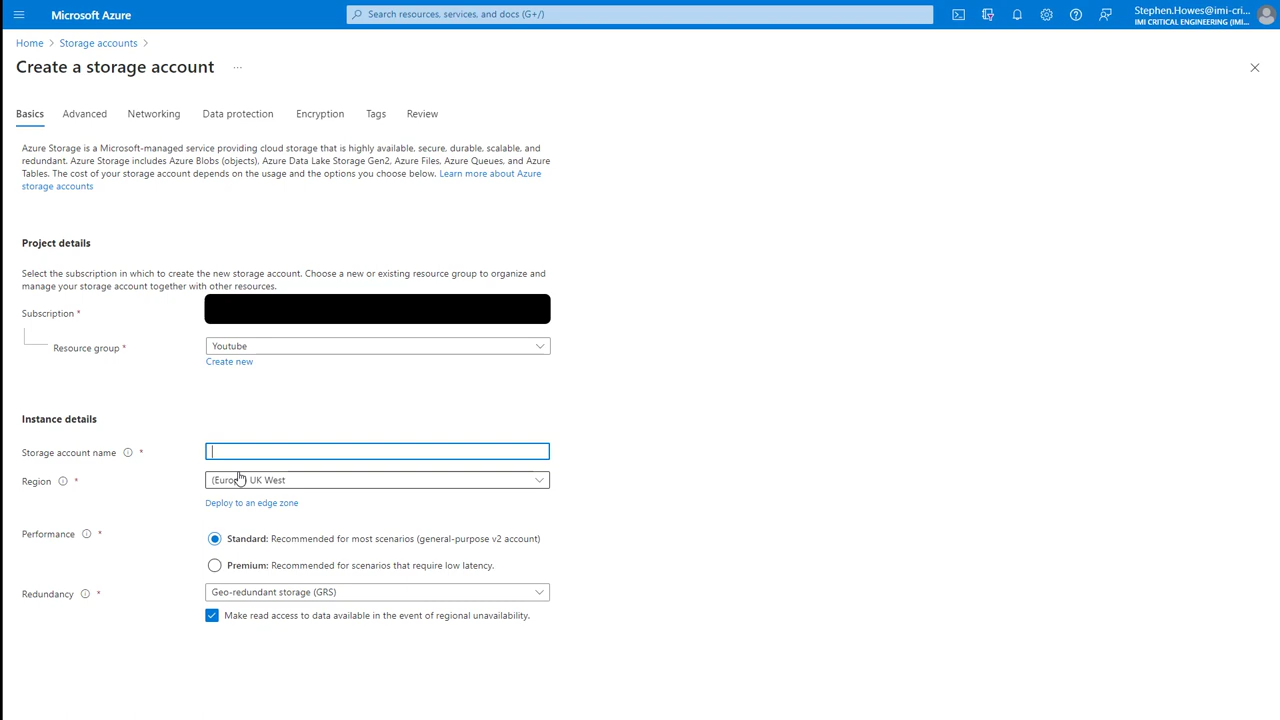 Microsoft Azure
Search resources, services, and docs (G+/)
Stephen.Howes@imi-cri...
IMI CRITICAL ENGINEERING (IMI...
Home > Storage accounts >
Create a storage account ...
Basics Advanced Networking Data protection Encryption Tags Review
Azure Storage is a Microsoft-managed service providing cloud storage that is highly available, secure, durable, scalable, and
redundant. Azure Storage includes Azure Blobs (objects), Azure Data Lake Storage Gen2, Azure Files, Azure Queues, and Azure
Tables. The cost of your storage account depends on the usage and the options you choose below. Learn more about Azure
storage accounts
Project details
Select the subscription in which to create the new storage account. Choose a new or existing resource group to organize and
manage your storage account together with other resources.
Subscription *
Resource group * Youtube
Create new
Instance details
Storage account name *
Region * UK West
Deploy to an edge zone
Performance * Standard: Recommended for most scenarios (general-purpose v2 account)
Premium: Recommended for scenarios that require low latency.
Redundancy * Geo-redundant storage (GRS)
Make read access to data available in the event of regional unavailability.